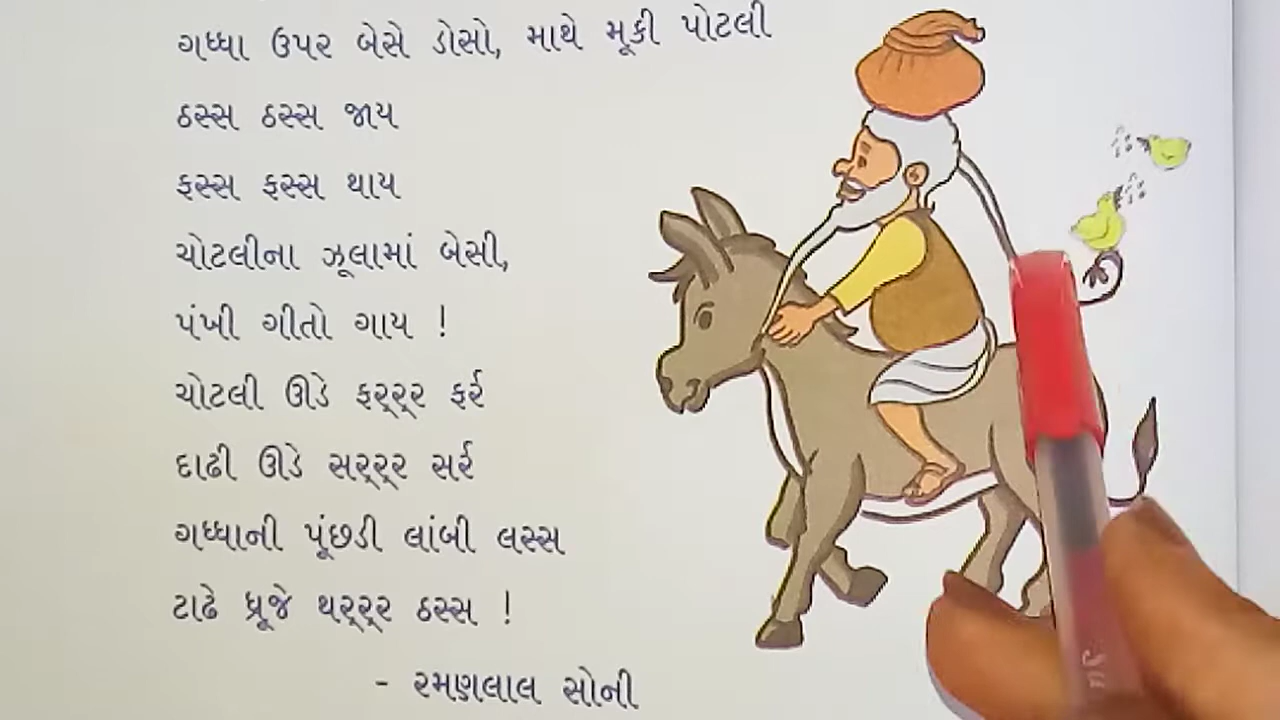 ગધ્ધા ઉપર બેસે ડોસો, માથે મૂકી પોટલી
ઠસ્સ ઠસ્સ જાય
ફસ્સ ફસ્સ થાય
ચોટલીના ઝૂલામાં બેસી,
પંખી ગીતો ગાય !
ચોટલી ઊડે ફર્‌ર્‌ર ફર્ર
દાઢી ઊડે સર્‌ર્‌ર સર્ર
ગધ્ધાની પૂંછડી લાંબી લસ્સ
ટાઢે ધ્રૂજે થર્‌ર્‌ર ઠસ્સ !
- રમણલાલ સોની